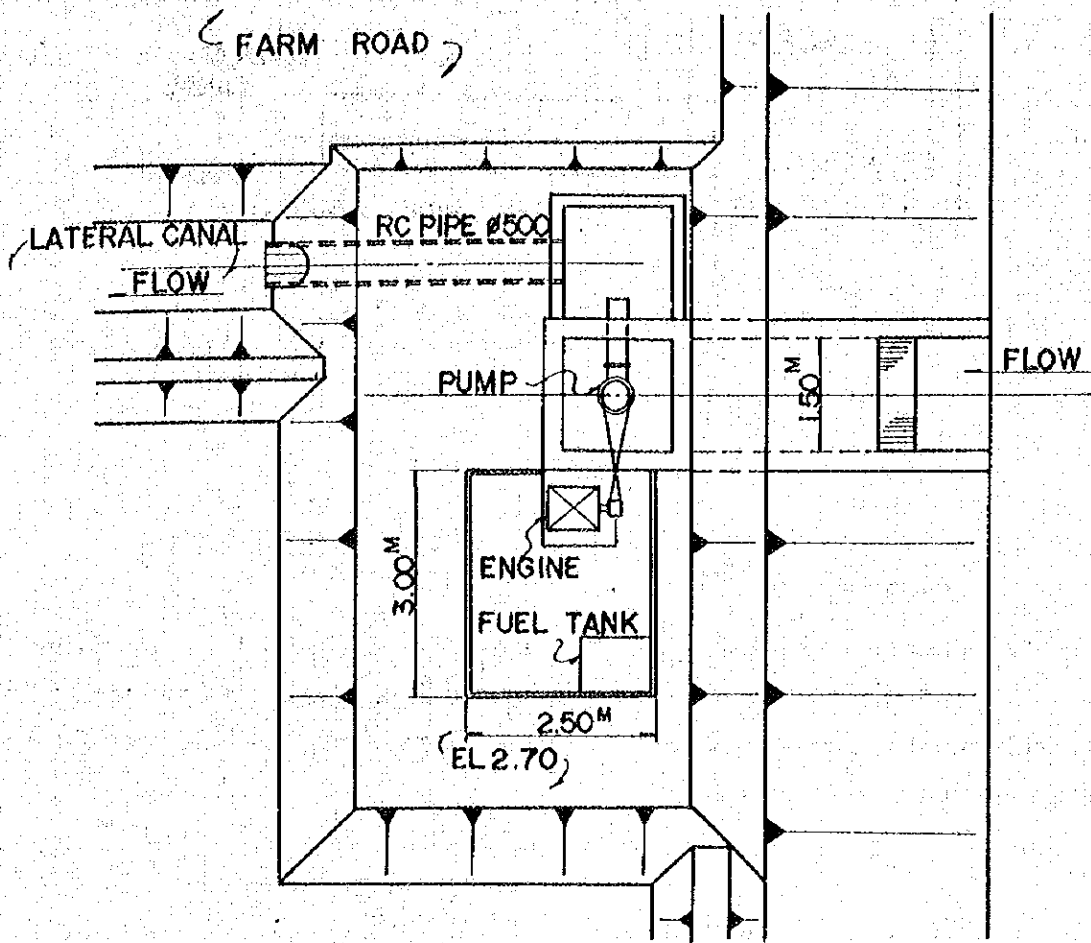 FARM ROAD
RC PIPE ø500
LATERAL CANAL
FLOW
FLOW
PUMP
1.50M
3.00M
ENGINE
FUEL TANK
2.50M
EL 2.70